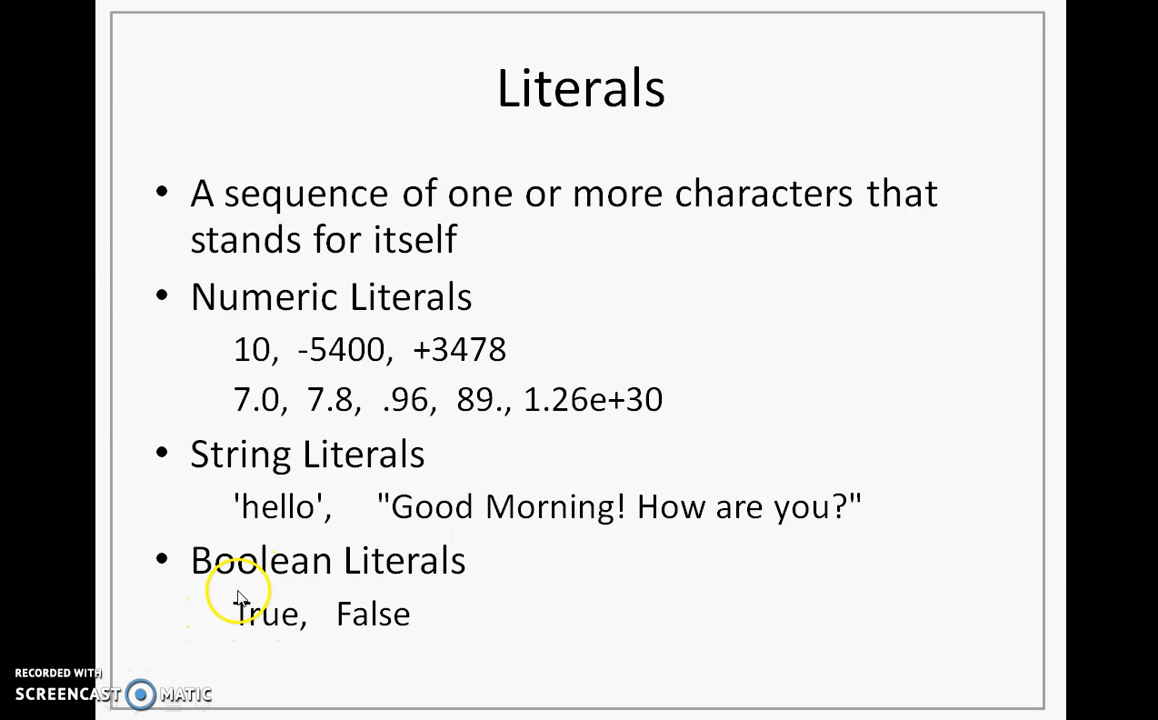 Literals
• A sequence of one or more characters that
stands for itself
• Numeric Literals
10, -5400, +3478
7.0, 7.8, .96, 89., 1.26e+30
• String Literals
'hello', "Good Morning! How are you?"
• Boolean Literals
True, False
RECORDED WITH
SCREENCAST MATIC